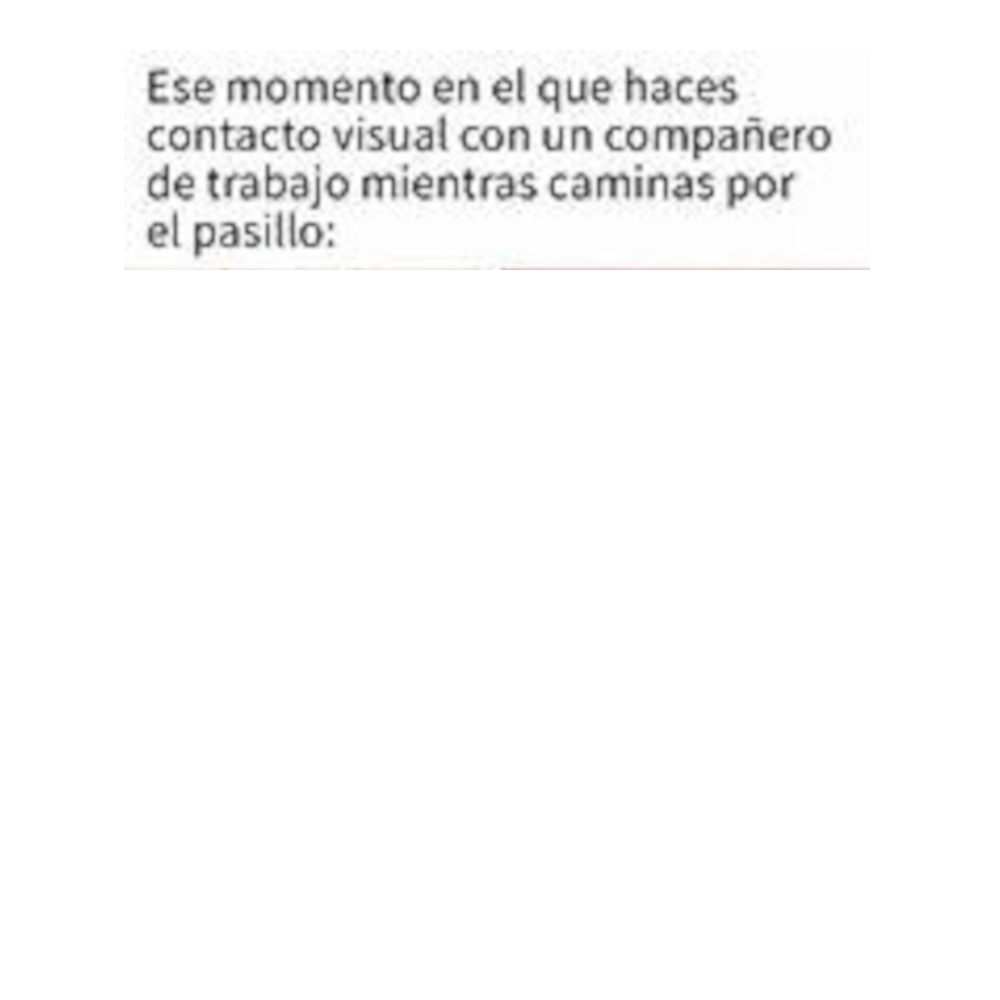 Ese momento en el que haces
contacto visual con un compañero
de trabajo mientras caminas por
el pasillo: